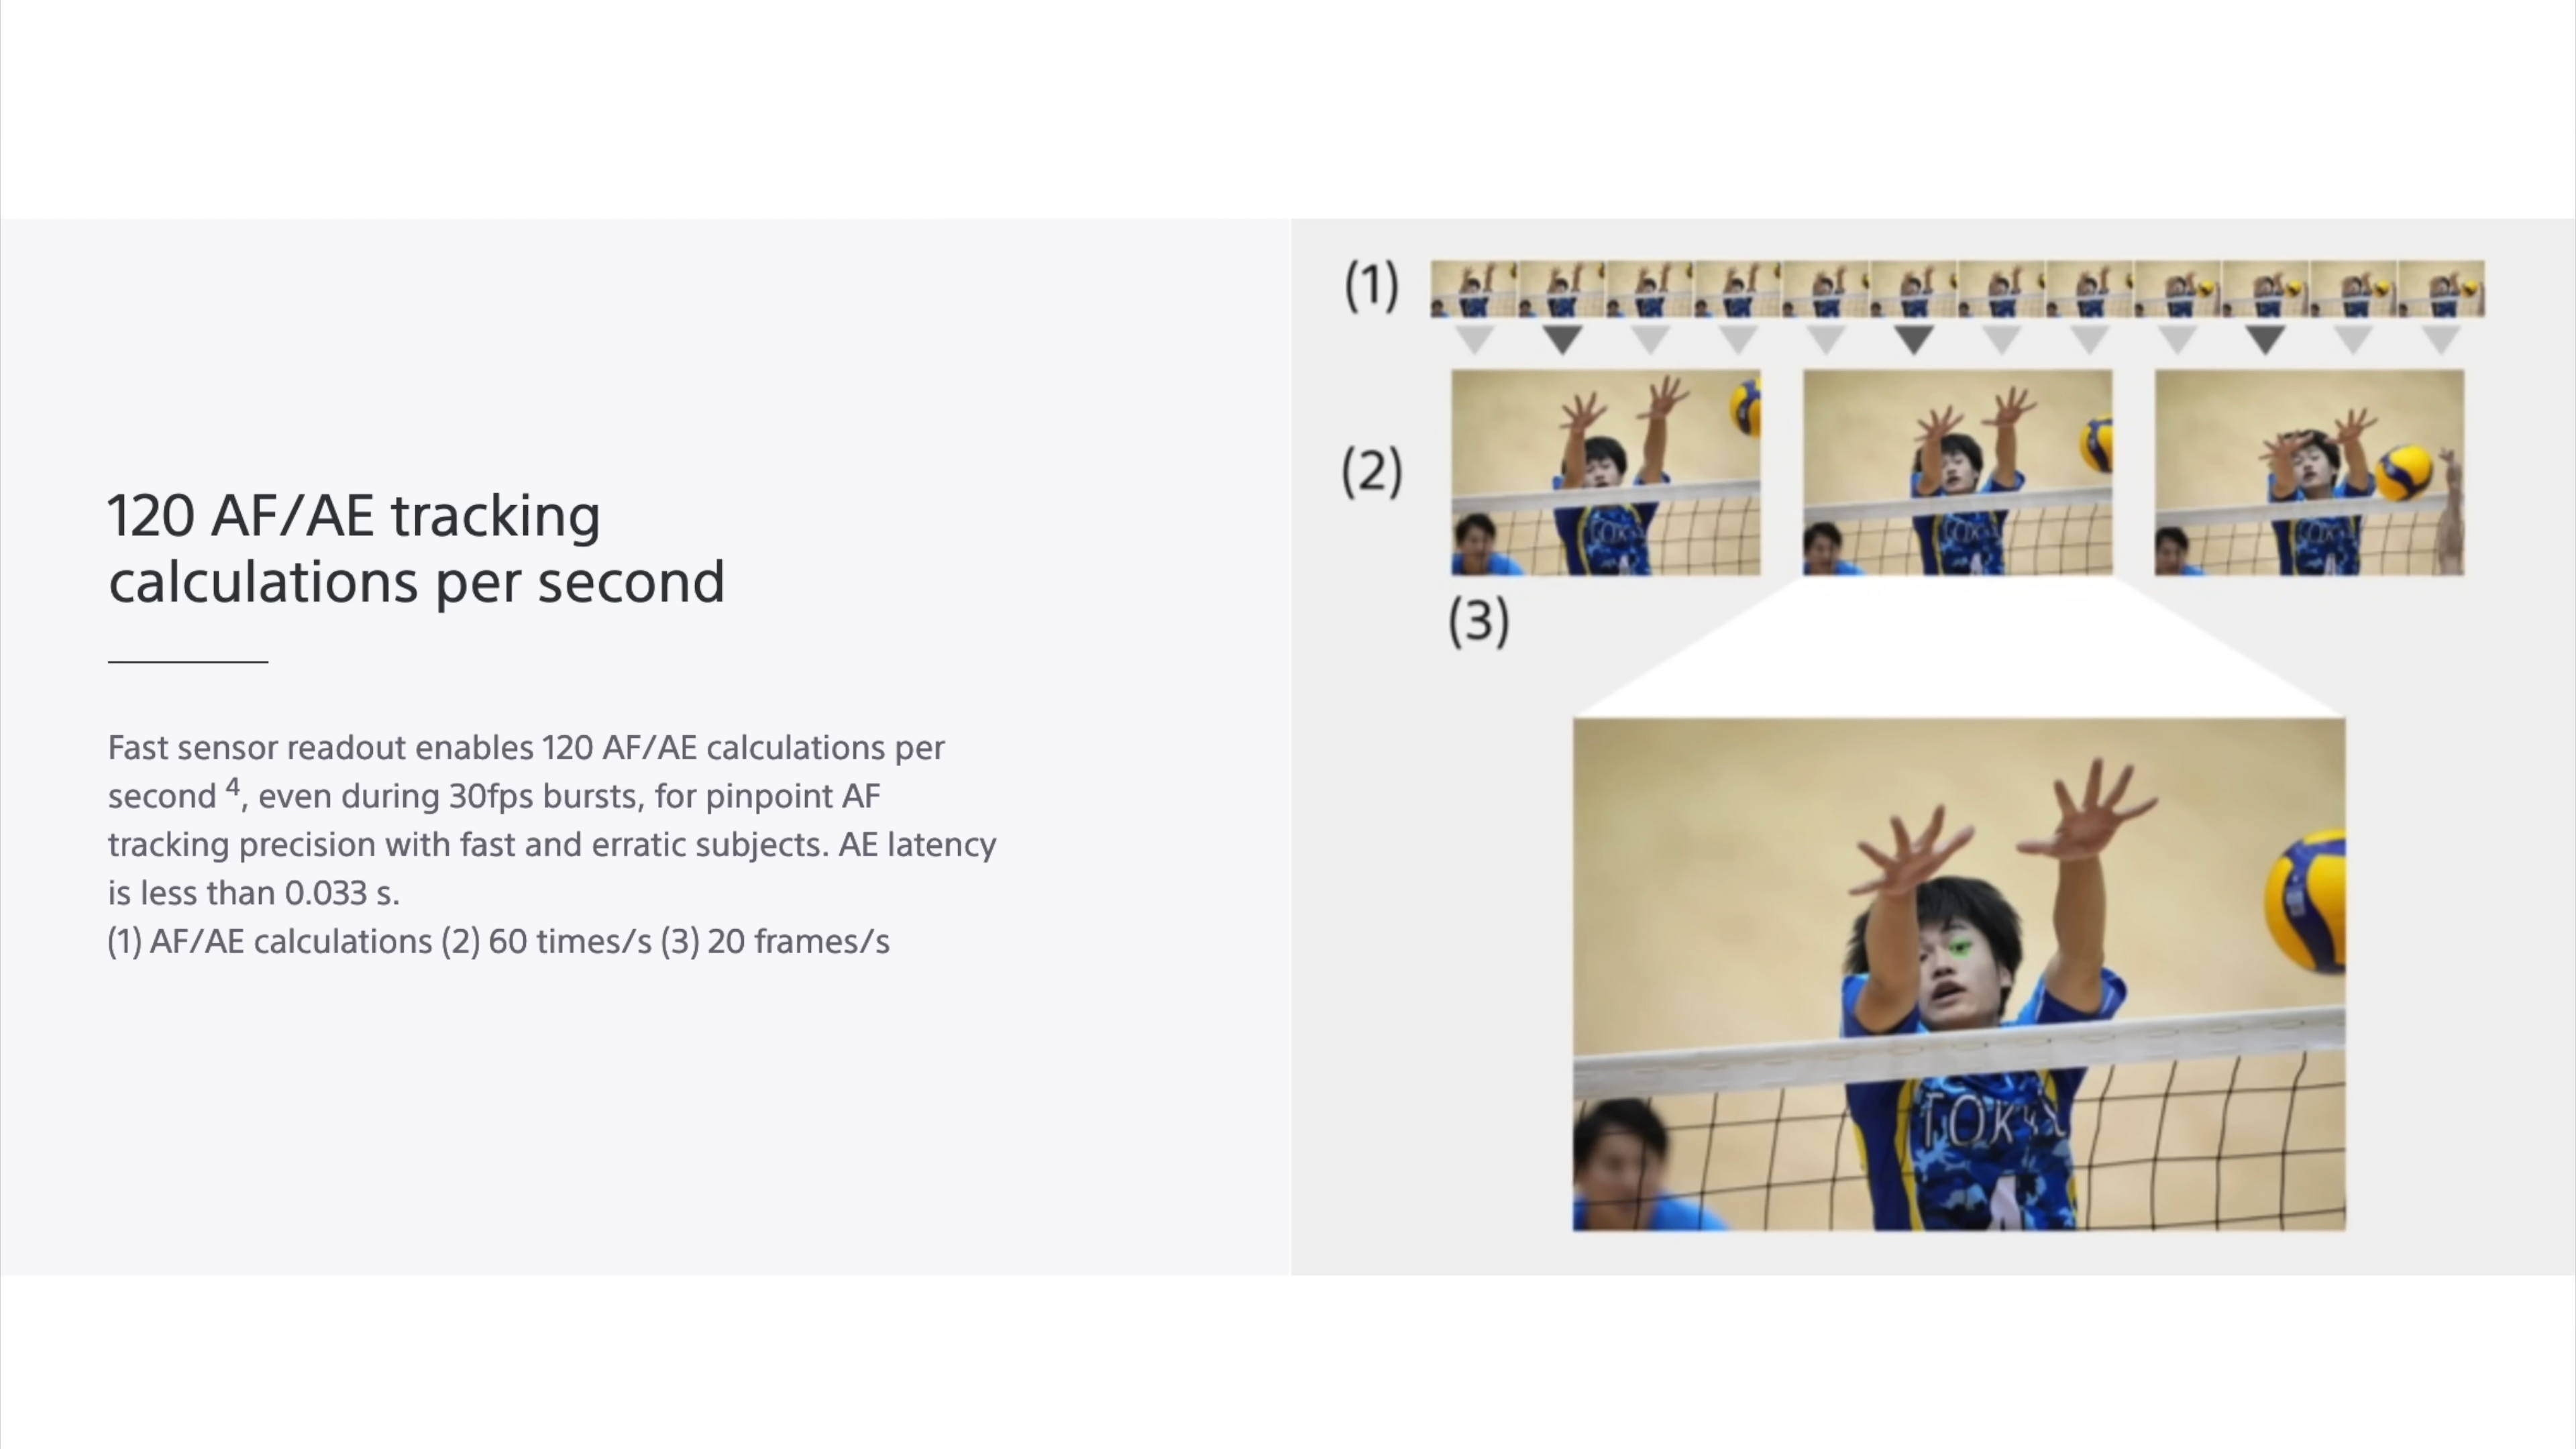 120 AF/AE tracking
calculations per second
Fast sensor readout enables 120 AF/AE calculations per
second 4, even during 30fps bursts, for pinpoint AF
tracking precision with fast and erratic subjects. AE latency
is less than 0.033 s.
(1) AF/AE calculations (2) 60 times/s (3) 20 frames/s
(1)
(2)
(3)
TOKYO